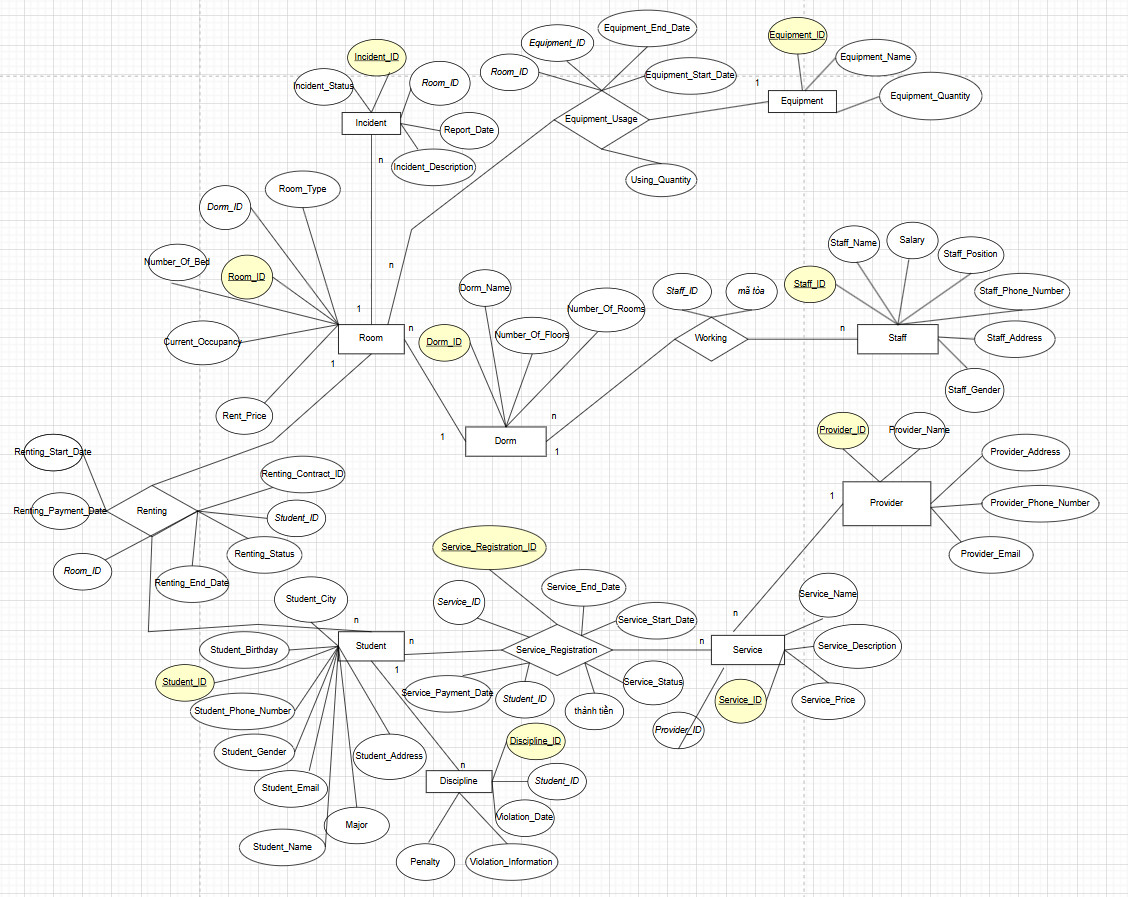 Equipment_End_Date
Equipment_ID
Equipment_ID
Incident_ID
Equipment_Name
Room_ID
Equipment_Start_Date
Incident_Status
Room_ID
1
Equipment_Quantity
Equipment
Incident
Equipment_Usage
Report_Date
n
Incident_Description
Using_Quantity
Room_Type
Dorm_ID
Staff_Name
Salary
Staff_Position
Number_Of_Bed
n
Room_ID
Staff_ID
Dorm_Name
Staff_ID
mã tòa
Staff_Phone_Number
1
Number_Of_Rooms
n
n
Current_Occupancy
Room
Dorm_ID
Number_Of_Floors
Working
Staff
Staff_Address
1
Staff_Gender
Rent_Price
n
Provider_ID
Provider_Name
1
Dorm
1
Renting_Start_Date
Provider_Address
Renting_Contract_ID
1
Provider
Provider_Phone_Number
Renting_Payment_Date
Renting
Student_ID
Service_Registration_ID
Renting_Status
Provider_Email
Room_ID
Renting_End_Date
Service_End_Date
Service_Name
Student_City
Service_ID
n
n
Service_Start_Date
Student_Birthday
Student
n
Service_Registration
n
Service
Service_Description
1
Student_ID
Service_Payment_Date
Student_ID
Service_Status
Service_ID
Service_Price
Student_Phone_Number
thành tiền
Provider_ID
Student_Gender
Student_Address
Discipline_ID
n
Discipline
Student_ID
Student_Email
Violation_Date
Major
Student_Name
Penalty
Violation_Information